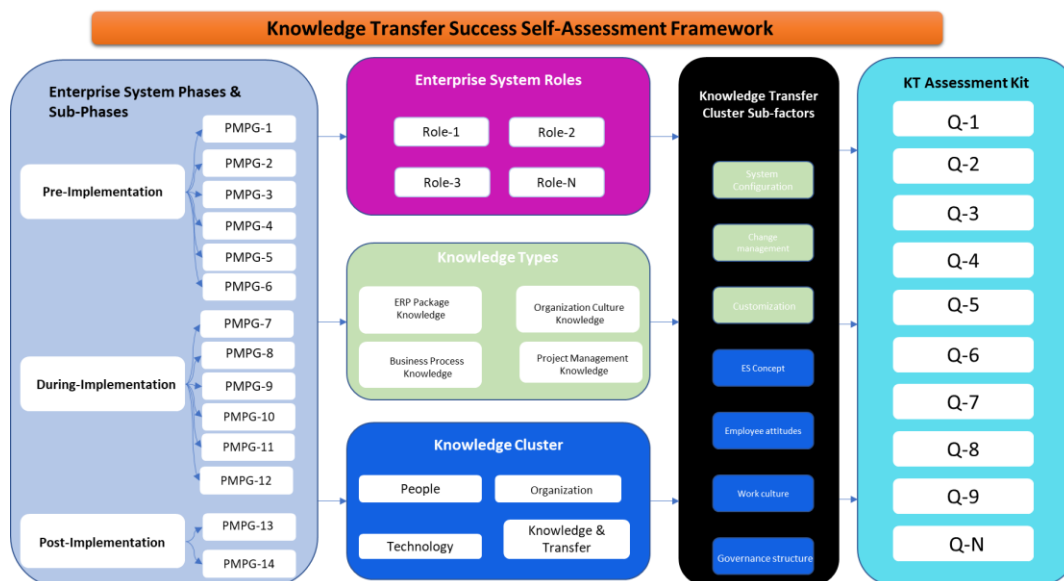 Knowledge Transfer Success Self-Assessment Framework
Enterprise System Phases &
Sub-Phases
Pre-Implementation
PMPG-1
PMPG-2
PMPG-3
PMPG-4
PMPG-5
PMPG-6
During-Implementation
PMPG-7
PMPG-8
PMPG-9
PMPG-10
PMPG-11
PMPG-12
Post-Implementation
PMPG-13
PMPG-14
Enterprise System Roles
Role-1
Role-2
Role-3
Role-N
Knowledge Types
ERP Package
Knowledge
Organization Culture
Knowledge
Business Process
Knowledge
Project Management
Knowledge
Knowledge Cluster
People
Organization
Technology
Knowledge &
Transfer
Knowledge Transfer
Cluster Sub-factors
System
Configuration
Change
management
Customization
ES Concept
Employee attitudes
Work culture
Governance structure
KT Assessment Kit
Q-1
Q-2
Q-3
Q-4
Q-5
Q-6
Q-7
Q-8
Q-9
Q-N